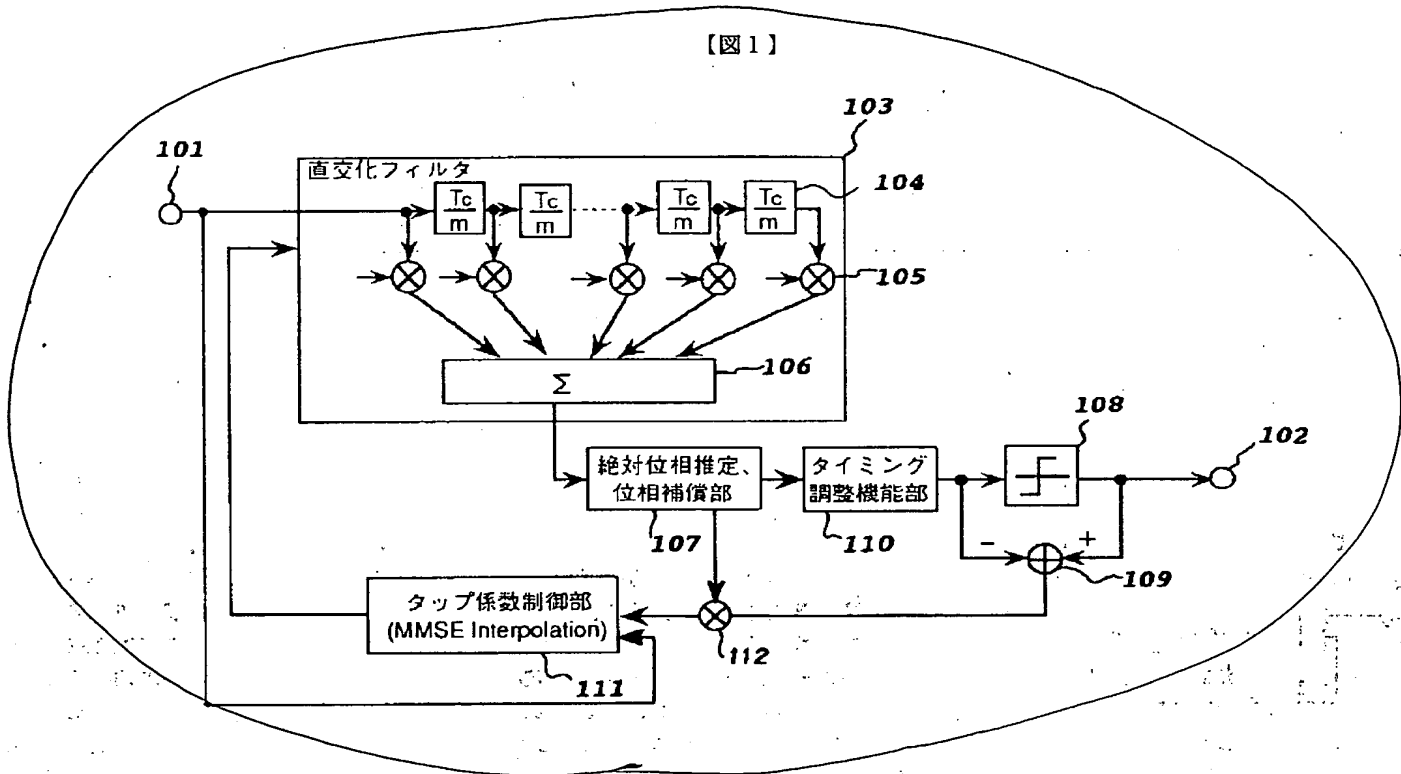 【図1】
103
101
直交化フィルタ
104
Tc
m
Tc
m
Tc
m
Tc
m
105
106
Σ
108
102
絶対位相推定、
位相補償部
タイミング
調整機能部
107
110
−
+
109
タップ係数制御部
(MMSE Interpolation)
112
111